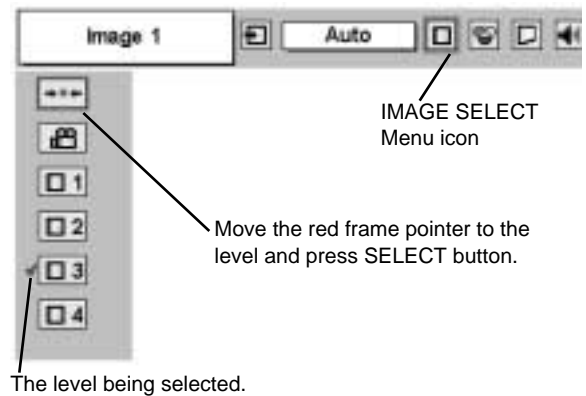 Image 1
Auto
IMAGE SELECT
Menu icon
Move the red frame pointer to the
level and press SELECT button.
1
2
3
4
The level being selected.